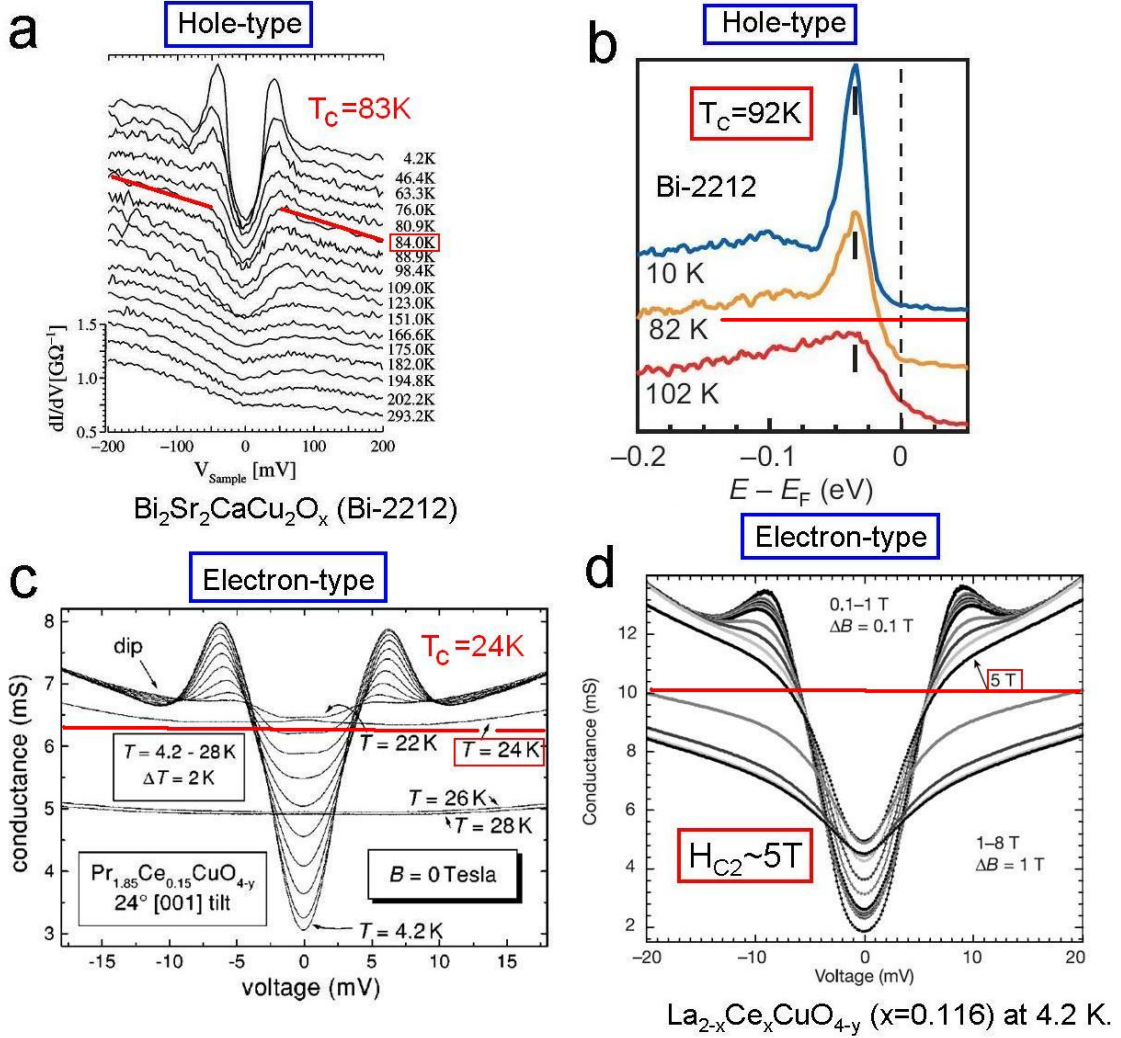 a
Hole-type
T_C=83K
4.2K
46.4K
63.3K
76.0K
80.9K
84.0K
88.9K
98.4K
109.0K
123.0K
151.0K
166.6K
175.0K
182.0K
194.8K
202.2K
293.2K
dI/dV[GΩ⁻¹]
1.5
1.0
0.5
−200 −100 0 100 200
V_Sample [mV]
Bi₂Sr₂CaCu₂Oₓ (Bi-2212)
b
Hole-type
T_C=92K
Bi-2212
10 K
82 K
102 K
−0.2 −0.1 0
E – E_F (eV)
c
Electron-type
T_C=24K
dip
conductance (mS)
8
7
6
5
4
3
T = 4.2 - 28 K
ΔT = 2 K
T = 22 K
T = 24 K
T = 26 K
T = 28 K
Pr₁.₈₅Ce₀.₁₅CuO₄₋y
24° [001] tilt
B = 0 Tesla
T = 4.2 K
-15 -10 -5 0 5 10 15
voltage (mV)
d
Electron-type
0.1–1 T
ΔB = 0.1 T
5 T
Conductance (mS)
12
10
8
6
4
2
H_C2~5T
1–8 T
ΔB = 1 T
−20 −10 0 10 20
Voltage (mV)
La₂₋ₓCeₓCuO₄₋y (x=0.116) at 4.2 K.